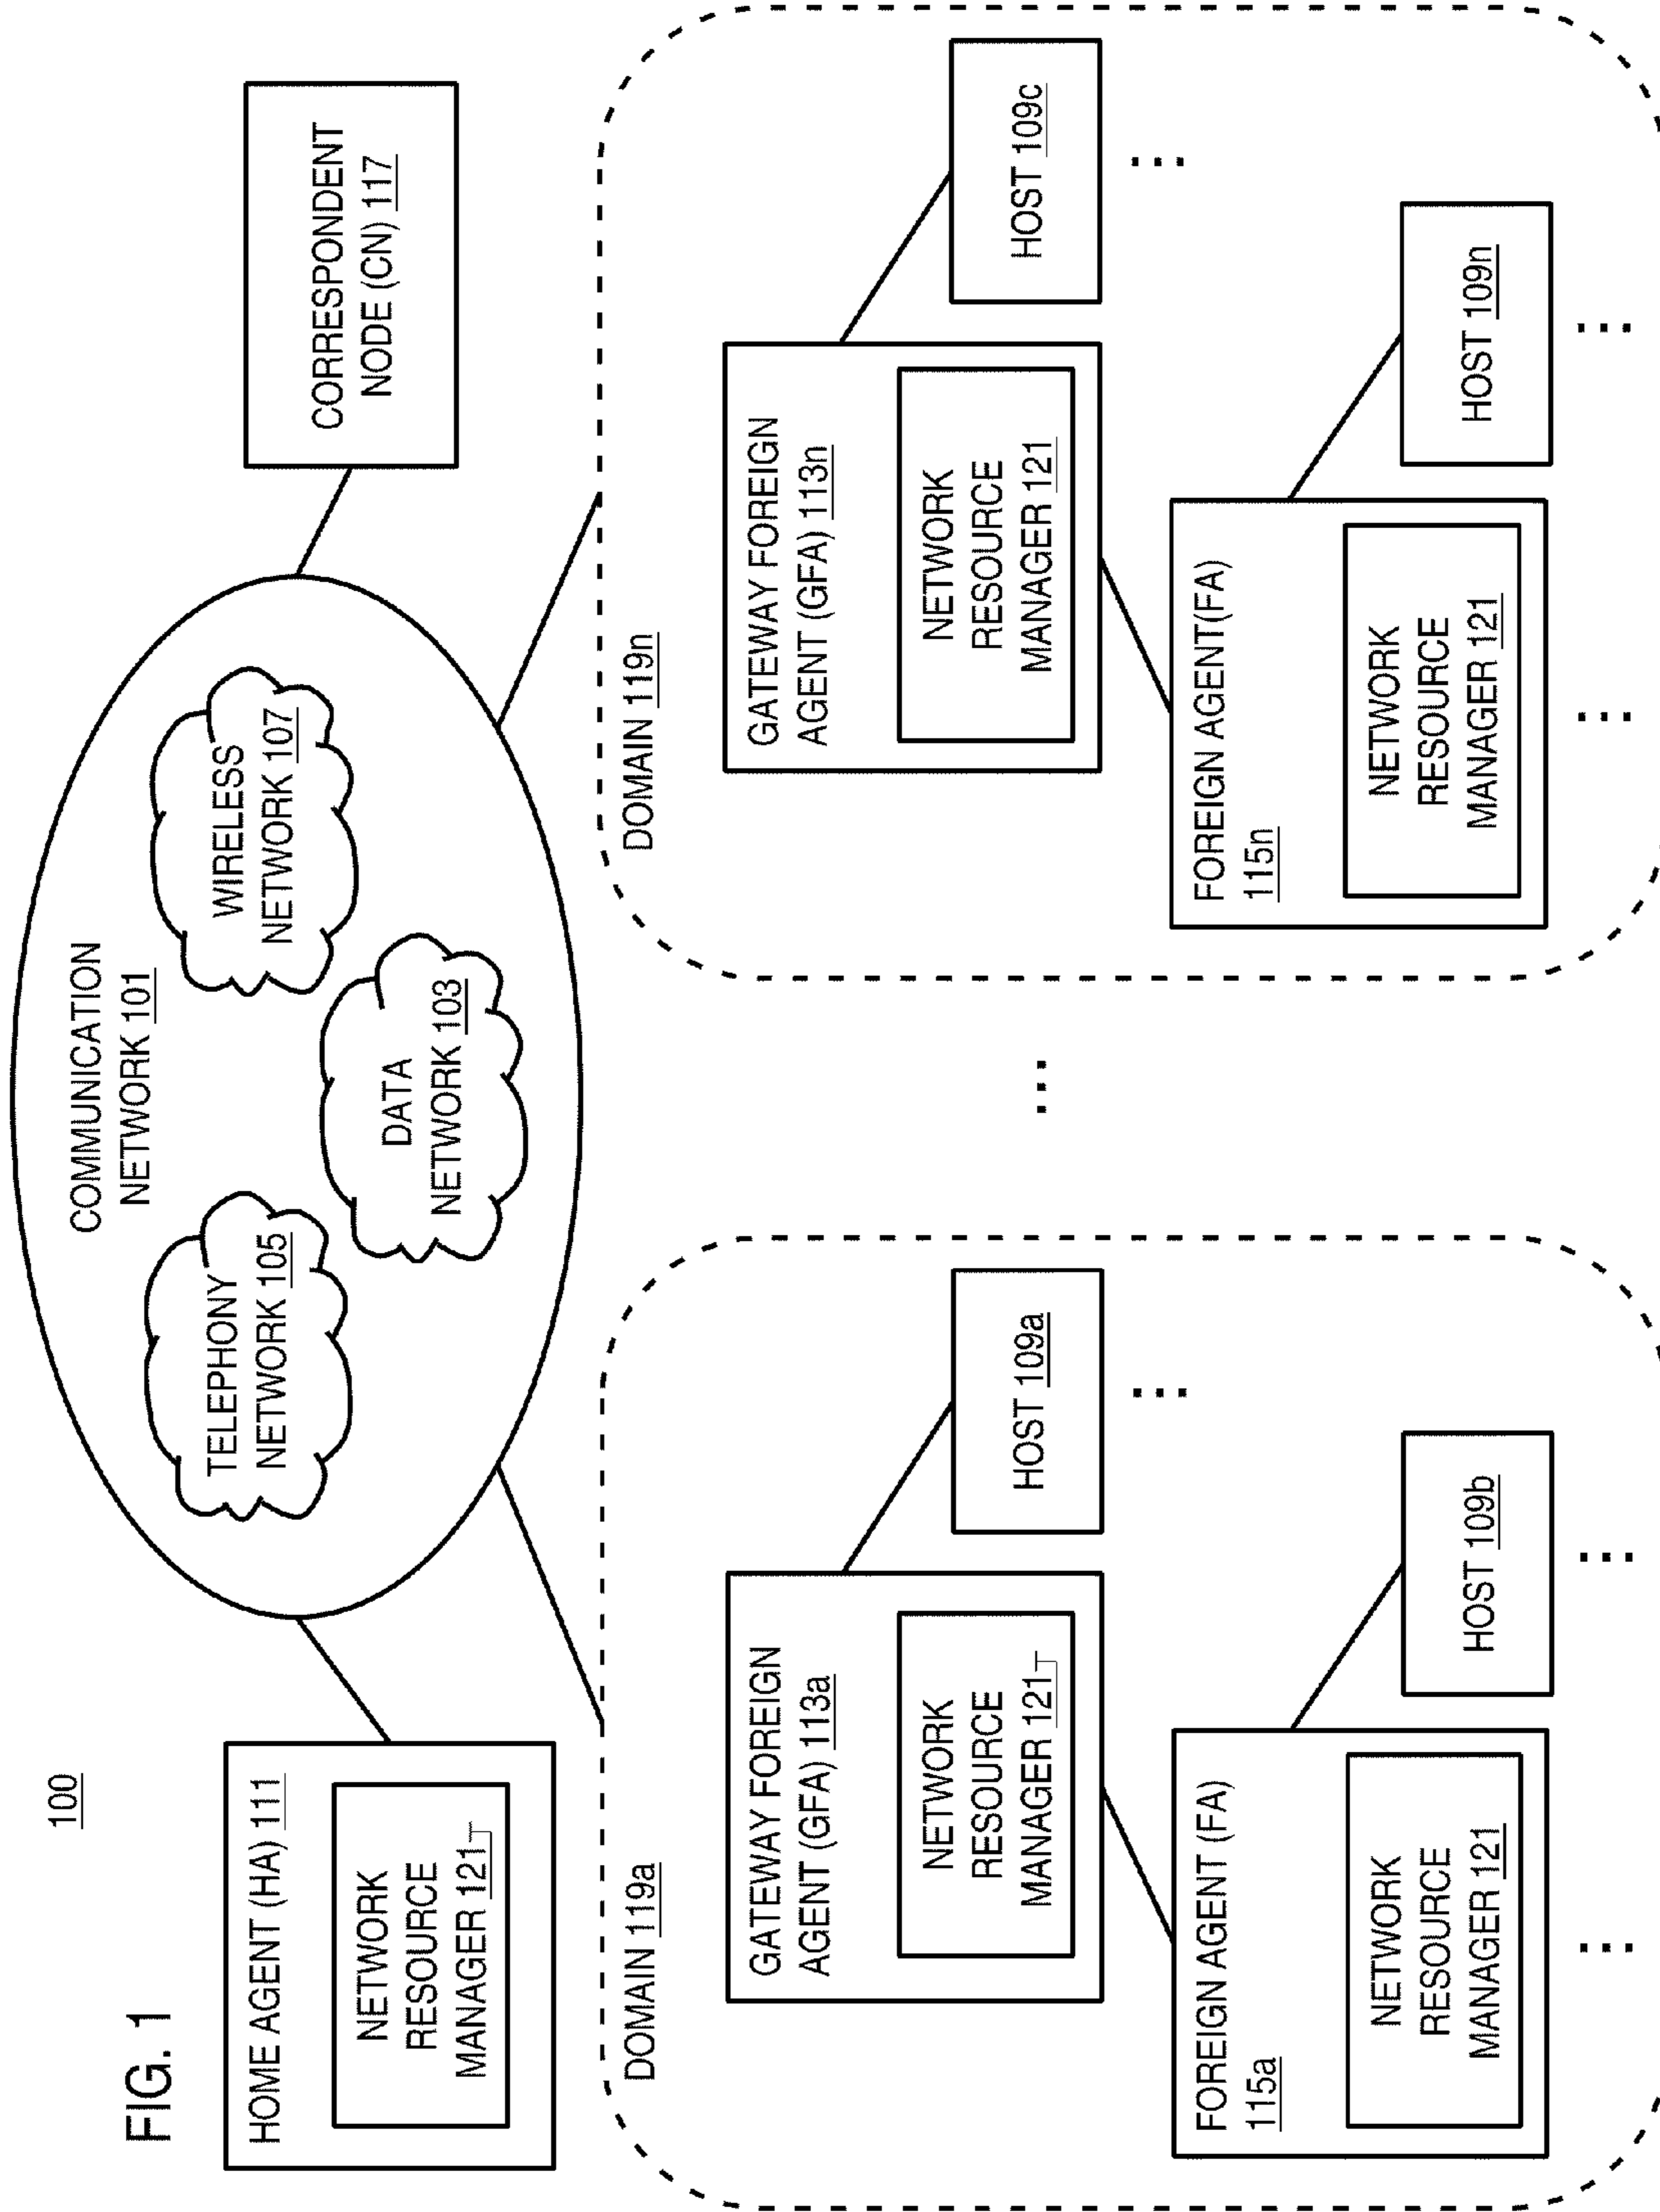 FIG. 1
100
HOME AGENT (HA) 111
NETWORK
RESOURCE
MANAGER 121
COMMUNICATION
NETWORK 101
TELEPHONY
NETWORK 105
DATA
NETWORK 103
WIRELESS
NETWORK 107
CORRESPONDENT
NODE (CN) 117
DOMAIN 119a
GATEWAY FOREIGN
AGENT (GFA) 113a
NETWORK
RESOURCE
MANAGER 121
HOST 109a
...
FOREIGN AGENT (FA)
115a
NETWORK
RESOURCE
MANAGER 121
HOST 109b
...
...
...
DOMAIN 119n
GATEWAY FOREIGN
AGENT (GFA) 113n
NETWORK
RESOURCE
MANAGER 121
HOST 109c
...
FOREIGN AGENT(FA)
115n
NETWORK
RESOURCE
MANAGER 121
HOST 109n
...
...